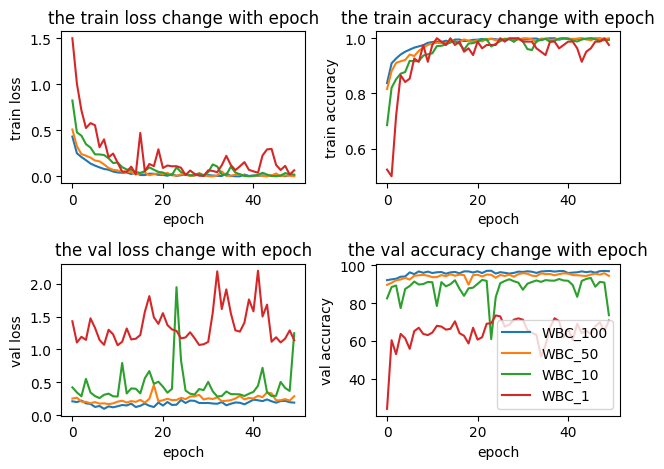 the train loss change with epoch
train loss
1.5
1.0
0.5
0.0
0
20
40
epoch
the train accuracy change with epoch
train accuracy
1.0
0.8
0.6
0
20
40
epoch
the val loss change with epoch
val loss
2.0
1.5
1.0
0.5
0.0
0
20
40
epoch
the val accuracy change with epoch
val accuracy
100
80
60
40
0
20
40
epoch
WBC_100
WBC_50
WBC_10
WBC_1